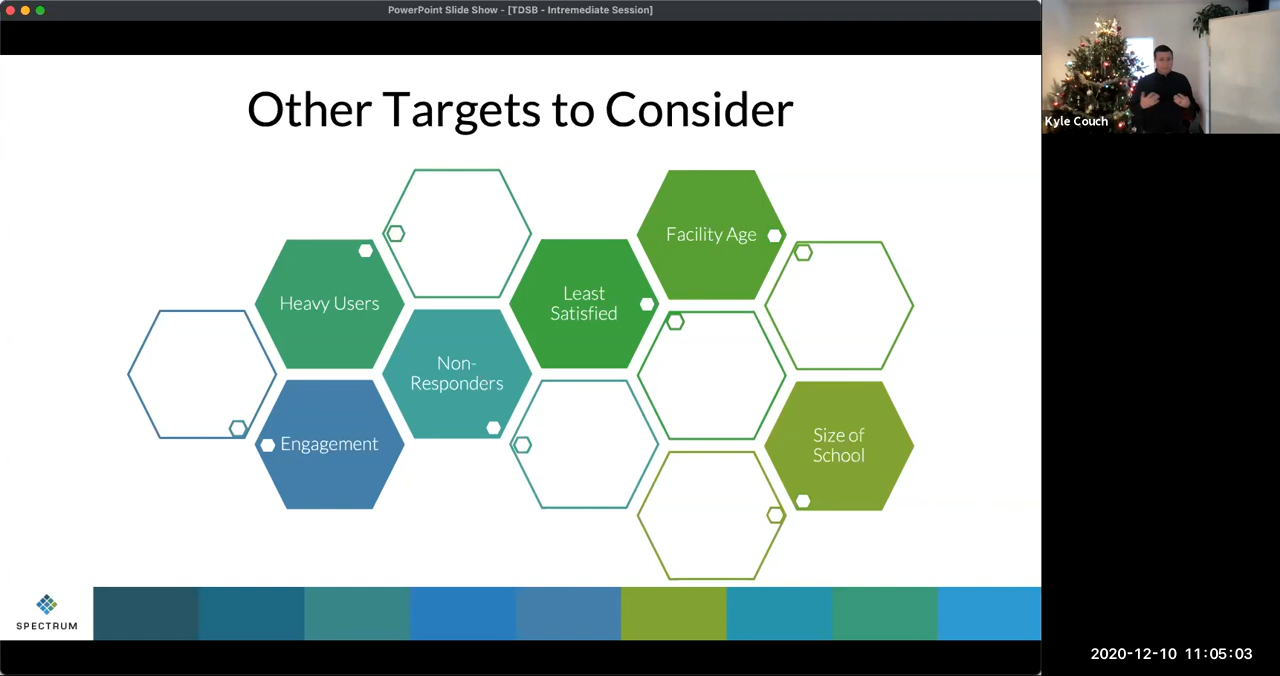 PowerPoint Slide Show - [TDSB - Intremediate Session]
Other Targets to Consider
Facility Age
Heavy Users
Least
Satisfied
Non-
Responders
Engagement
Size of
School
SPECTRUM
Kyle Couch
2020-12-10 11:05:03